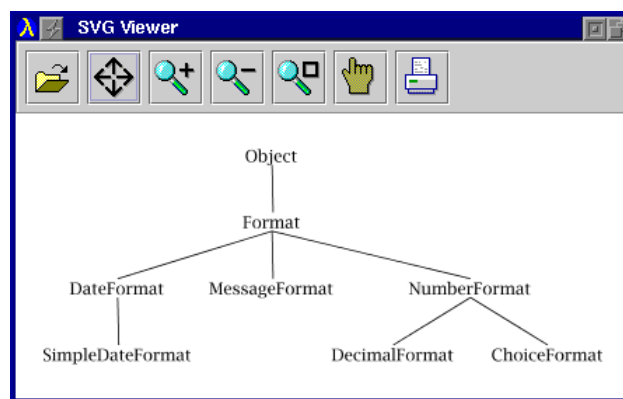 λ SVG Viewer
Object
Format
DateFormat MessageFormat NumberFormat
SimpleDateFormat DecimalFormat ChoiceFormat